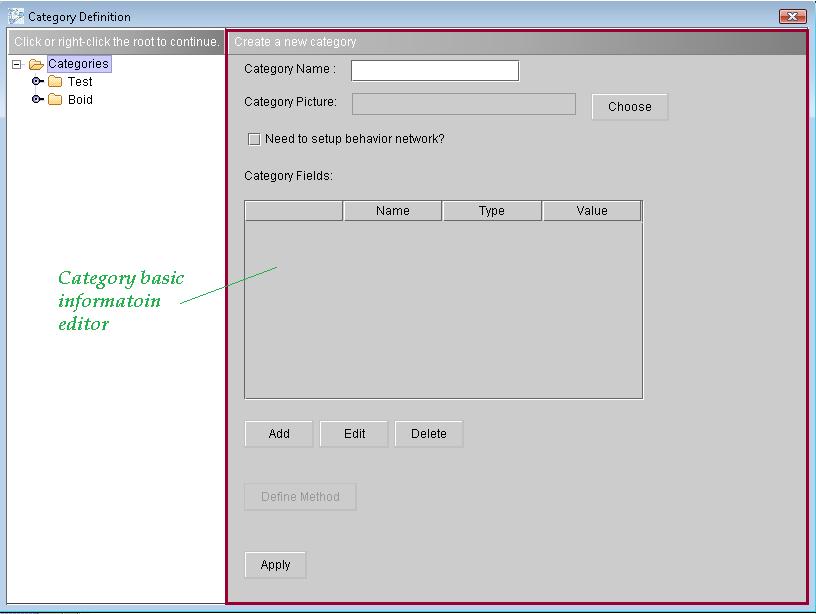 Category Definition
Click or right-click the root to continue.
Create a new category
Categories
Test
Boid
Category Name :
Category Picture:
Choose
Need to setup behavior network?
Category Fields:
Name Type Value
Category basic
informatoin
editor
Add Edit Delete
Define Method
Apply